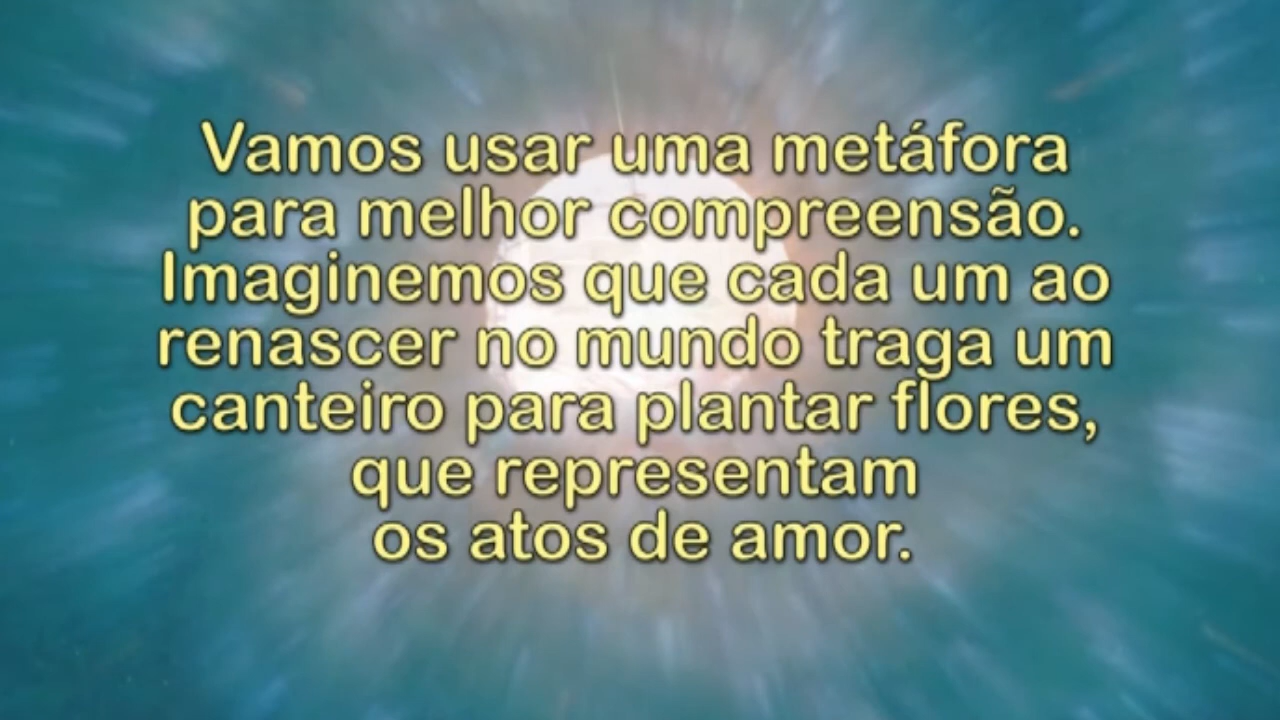 Vamos usar uma metáfora
para melhor compreensão.
Imaginemos que cada um ao
renascer no mundo traga um
canteiro para plantar flores,
que representam
os atos de amor.